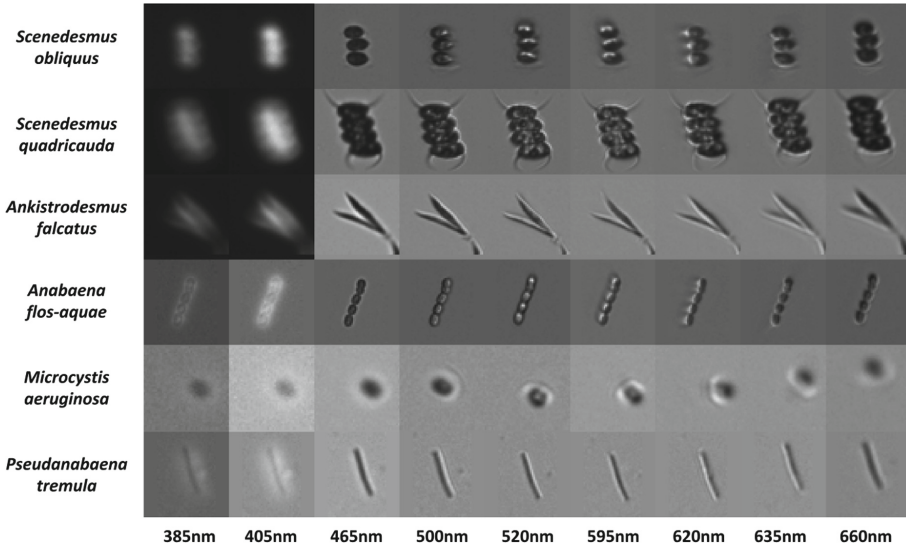 Scenedesmus
obliquus
Scenedesmus
quadricauda
Ankistrodesmus
falcatus
Anabaena
flos-aquae
Microcystis
aeruginosa
Pseudanabaena
tremula
385nm 405nm 465nm 500nm 520nm 595nm 620nm 635nm 660nm